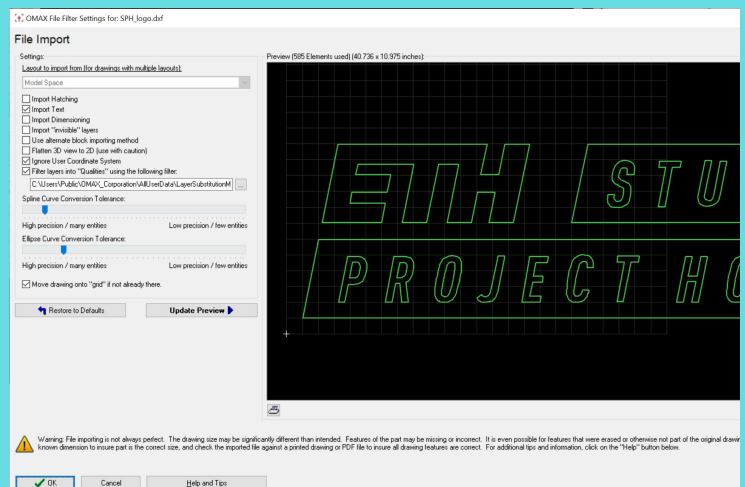 OMAX File Filter Settings for: SPH_logo.dxf
File Import
Settings:
Layout to import from (for drawings with multiple layouts):
Model Space
Import Hatching
Import Text
Import Dimensioning
Import "invisible" layers
Use alternate block importing method
Flatten 3D view to 2D (use with caution)
Ignore User Coordinate System
Filter layers into "Qualities" using the following filter:
C:\Users\Public\OMAX_Corporation\AllUserData\LayerSubstitutionM
...
Spline Curve Conversion Tolerance:
High precision / many entities Low precision / few entities
Ellipse Curve Conversion Tolerance:
High precision / many entities Low precision / few entities
Move drawing onto "grid" if not already there.
Restore to Defaults Update Preview
Preview (585 Elements used) (40.736 x 10.975 inches):
ETH STU
PROJECT HO
Warning: File importing is not always perfect. The drawing size may be significantly different than intended. Features of the part may be missing or incorrect. It is even possible for features that were erased or otherwise not part of the original drawin
known dimension to insure part is the correct size, and check the imported file against a printed drawing or PDF file to insure all drawing features are correct. For additional tips and information, click on the "Help" button below.
OK Cancel Help and Tips